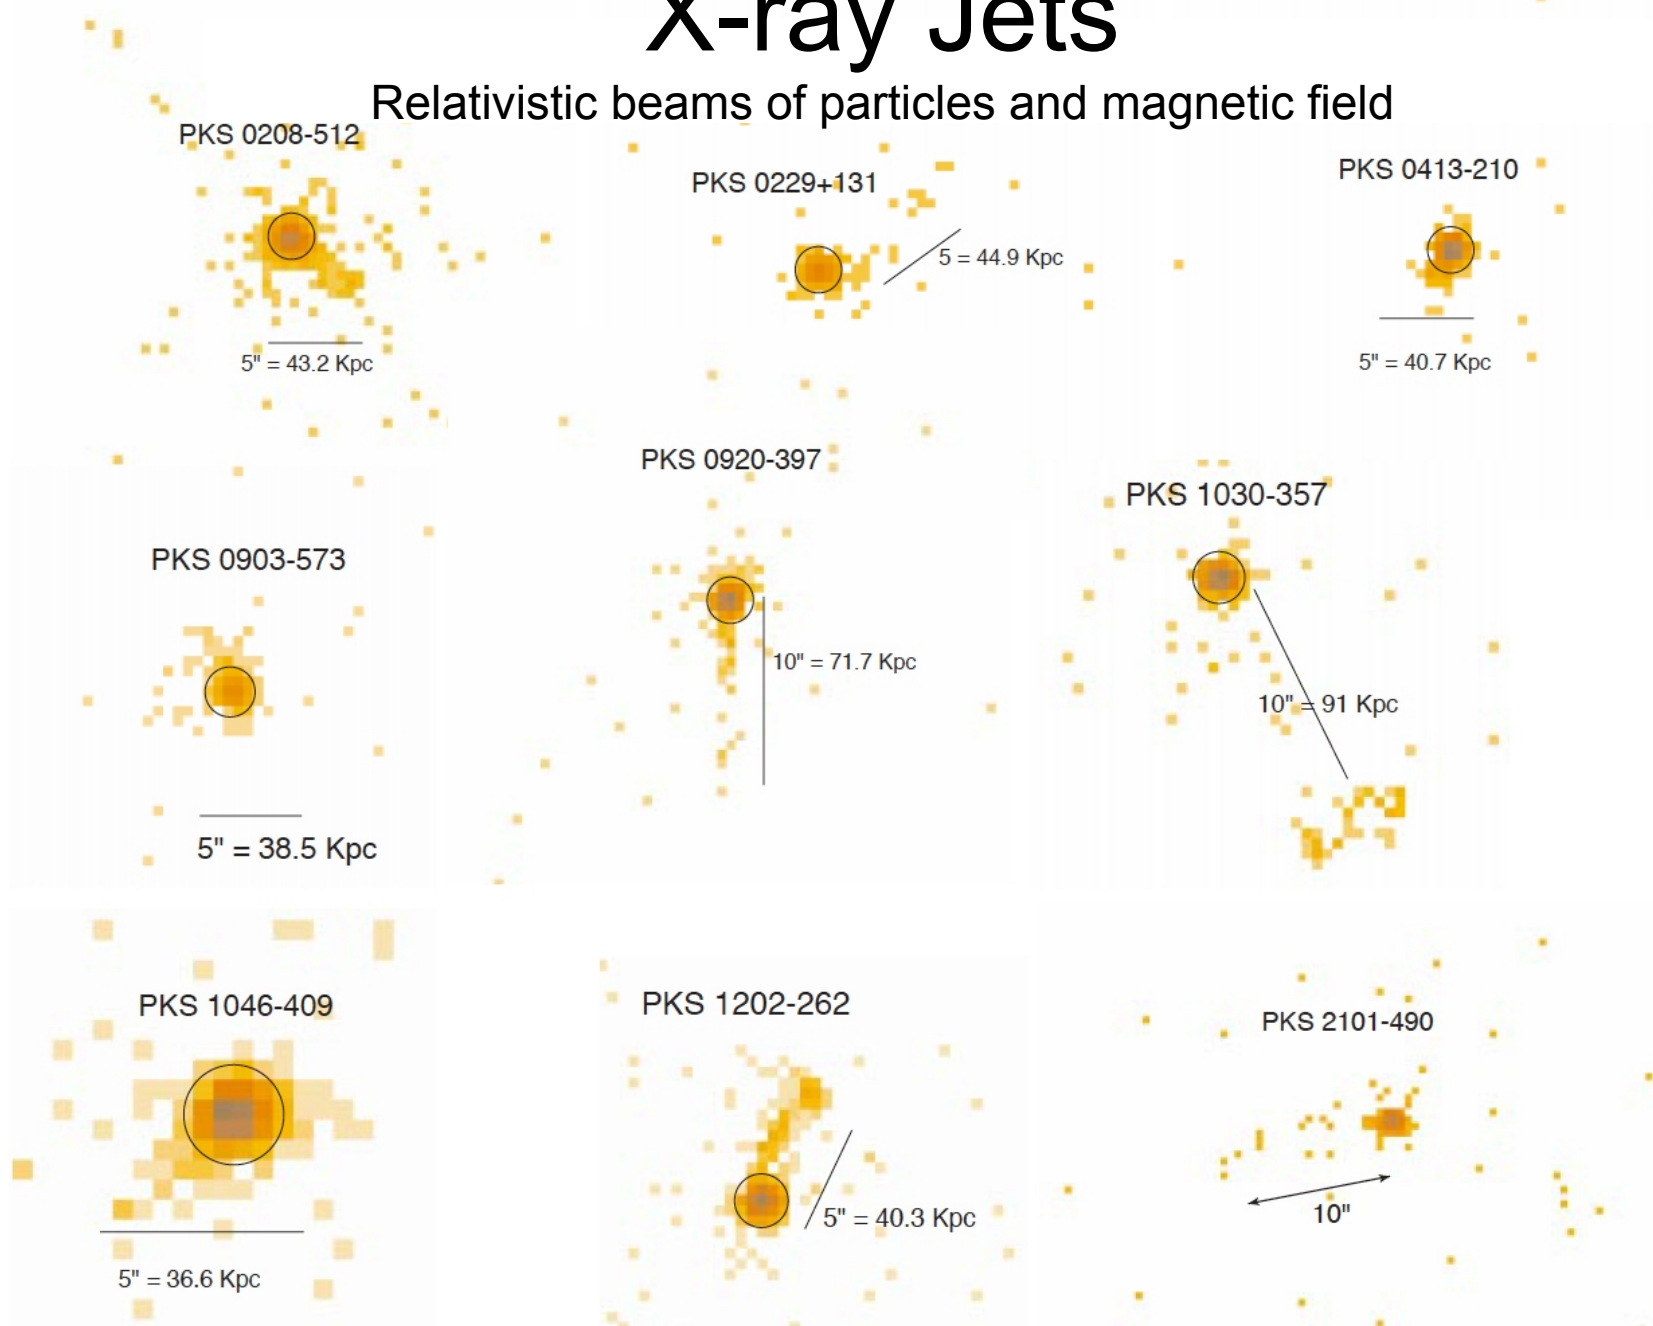 X-ray Jets
Relativistic beams of particles and magnetic field
PKS 0208-512
5" = 43.2 Kpc
PKS 0229+131
5 = 44.9 Kpc
PKS 0413-210
5" = 40.7 Kpc
PKS 0903-573
5" = 38.5 Kpc
PKS 0920-397
10" = 71.7 Kpc
PKS 1030-357
10" = 91 Kpc
PKS 1046-409
5" = 36.6 Kpc
PKS 1202-262
5" = 40.3 Kpc
PKS 2101-490
10"